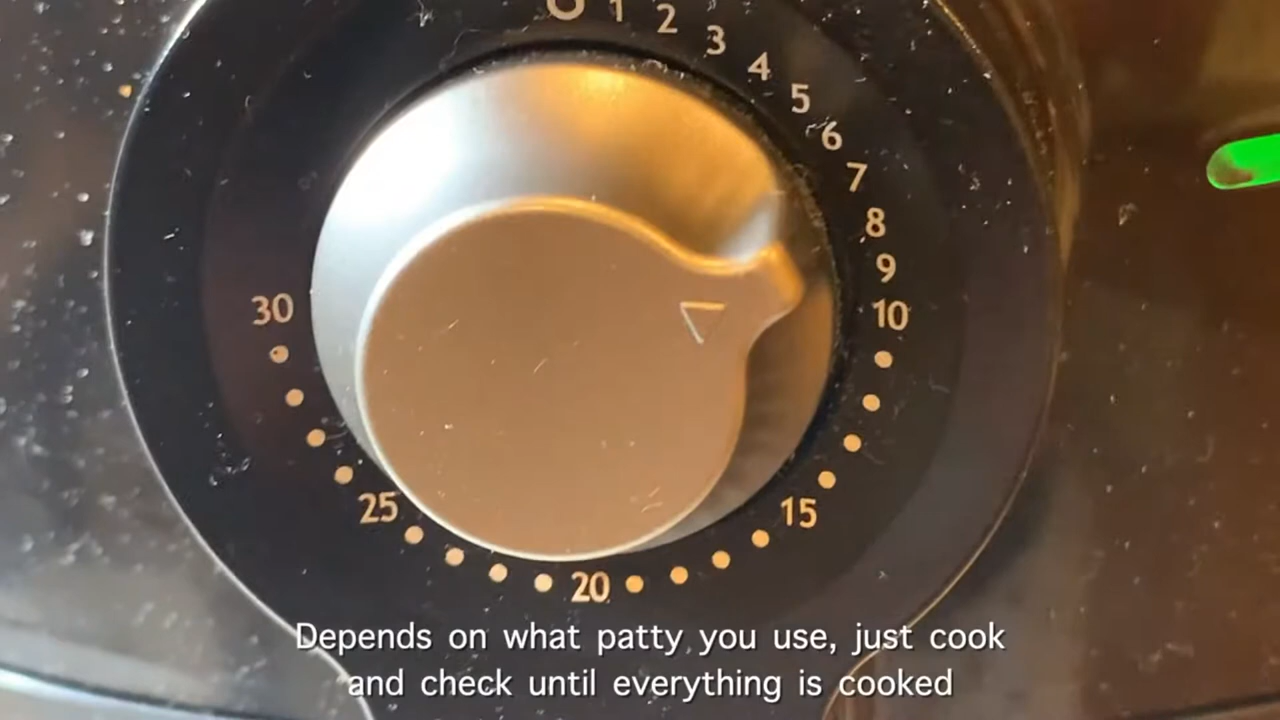 0 1 2 3 4 5 6 7 8 9 10 15 20 25 30
Depends on what patty you use, just cook
and check until everything is cooked